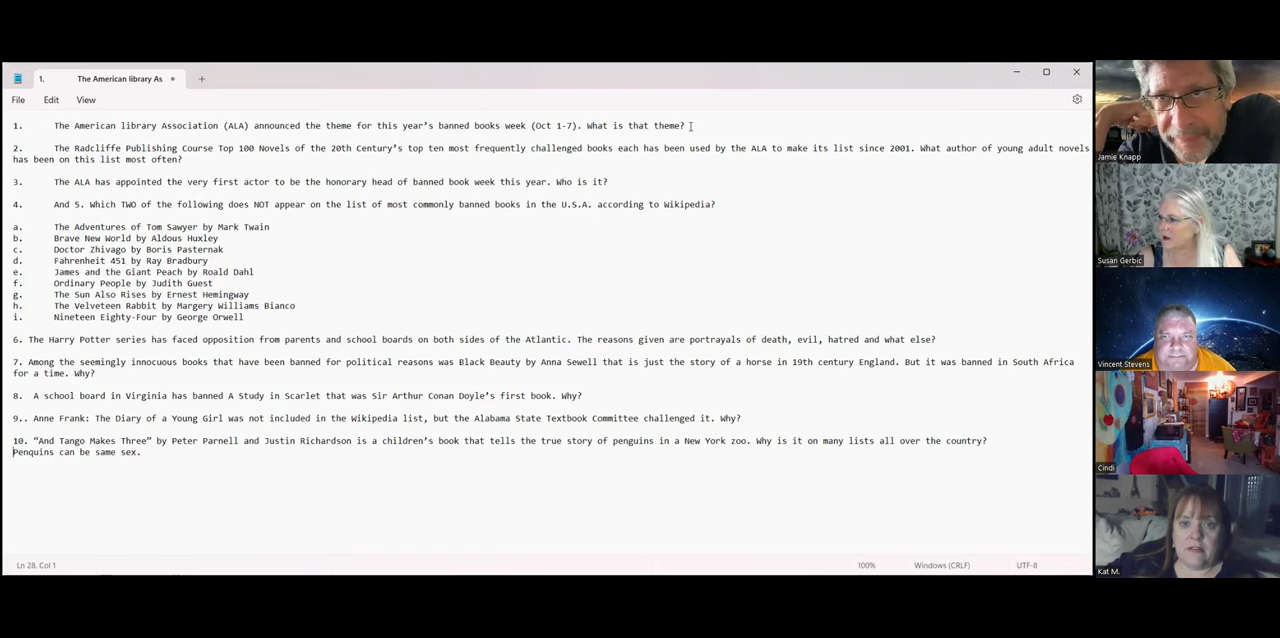 1. The American library As
File Edit View
1. The American library Association (ALA) announced the theme for this year’s banned books week (Oct 1-7). What is that theme?
2. The Radcliffe Publishing Course Top 100 Novels of the 20th Century’s top ten most frequently challenged books each has been used by the ALA to make its list since 2001. What author of young adult novels
has been on this list most often?
3. The ALA has appointed the very first actor to be the honorary head of banned book week this year. Who is it?
4. And 5. Which TWO of the following does NOT appear on the list of most commonly banned books in the U.S.A. according to Wikipedia?
a. The Adventures of Tom Sawyer by Mark Twain
b. Brave New World by Aldous Huxley
c. Doctor Zhivago by Boris Pasternak
d. Fahrenheit 451 by Ray Bradbury
e. James and the Giant Peach by Roald Dahl
f. Ordinary People by Judith Guest
g. The Sun Also Rises by Ernest Hemingway
h. The Velveteen Rabbit by Margery Williams Bianco
i. Nineteen Eighty-Four by George Orwell
6. The Harry Potter series has faced opposition from parents and school boards on both sides of the Atlantic. The reasons given are portrayals of death, evil, hatred and what else?
7. Among the seemingly innocuous books that have been banned for political reasons was Black Beauty by Anna Sewell that is just the story of a horse in 19th century England. But it was banned in South Africa
for a time. Why?
8. A school board in Virginia has banned A Study in Scarlet that was Sir Arthur Conan Doyle’s first book. Why?
9.. Anne Frank: The Diary of a Young Girl was not included in the Wikipedia list, but the Alabama State Textbook Committee challenged it. Why?
10. “And Tango Makes Three” by Peter Parnell and Justin Richardson is a children’s book that tells the true story of penguins in a New York zoo. Why is it on many lists all over the country?
Penquins can be same sex.
Ln 28, Col 1
100%
Windows (CRLF)
UTF-8
Jamie Knapp
Susan Gerbic
Vincent Stevens
Cindi
Kat M.